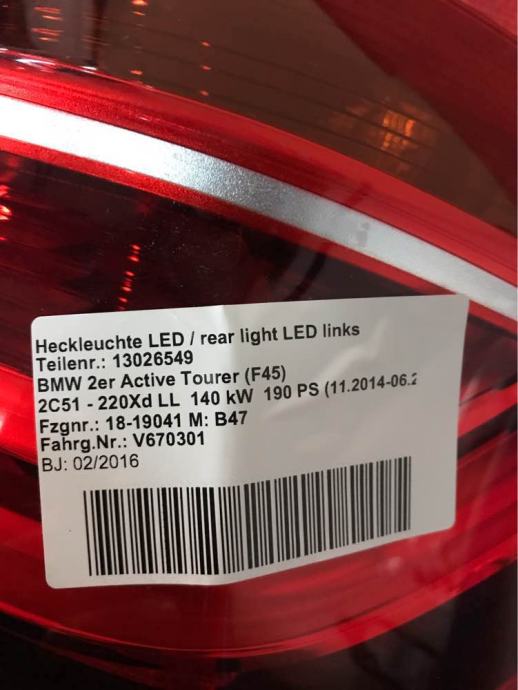 Heckleuchte LED / rear light LED links
Teilenr.: 13026549
BMW 2er Active Tourer (F45)
2C51 - 220Xd LL 140 kW 190 PS (11.2014-06.2
Fzgnr.: 18-19041 M: B47
Fahrg.Nr.: V670301
BJ: 02/2016